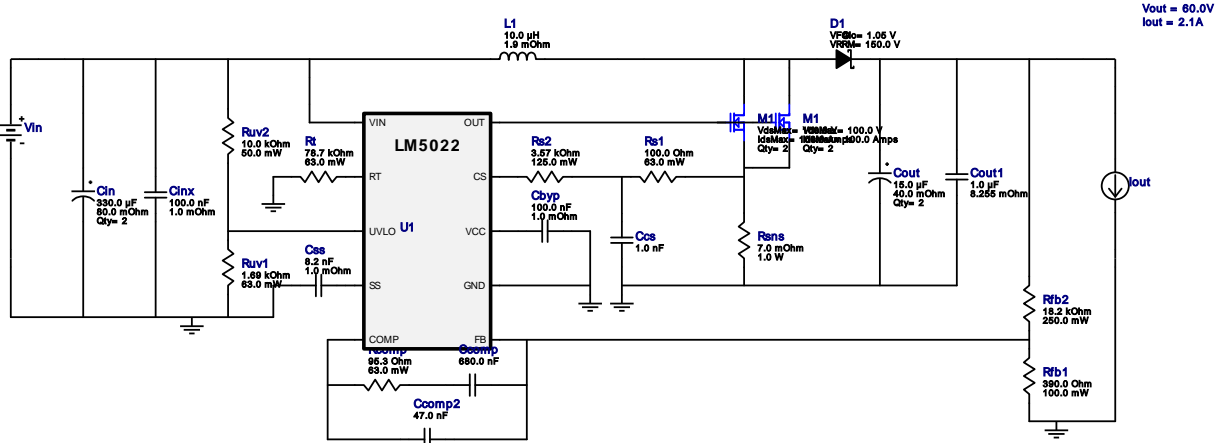 Vout = 60.0V
Iout = 2.1A
L1
10.0 µH
1.9 mOhm
D1
= 1.05 V
VRRM= 150.0 V
Vin
Ruv2
10.0 kOhm
50.0 mW
Rt
78.7 kOhm
63.0 mW
VIN
OUT
LM5022
RT
CS
U1
UVLO
VCC
SS
GND
COMP
FB
Rs2
3.57 kOhm
125.0 mW
Rs1
100.0 Ohm
63.0 mW
M1
M1
= 100.0 V
Qty= 2
Qty= 2
Cin
330.0 µF
80.0 mOhm
Qty= 2
Cinx
100.0 nF
1.0 mOhm
Cbyp
100.0 nF
1.0 mOhm
Cout
15.0 µF
40.0 mOhm
Qty= 2
Cout1
1.0 µF
8.255 mOhm
Iout
Ruv1
1.69 kOhm
63.0 mW
Css
8.2 nF
1.0 mOhm
Ccs
1.0 nF
Rsns
7.0 mOhm
1.0 W
Rfb2
18.2 kOhm
250.0 mW
Rcomp
95.3 Ohm
63.0 mW
Ccomp
680.0 nF
Ccomp2
47.0 nF
Rfb1
390.0 Ohm
100.0 mW